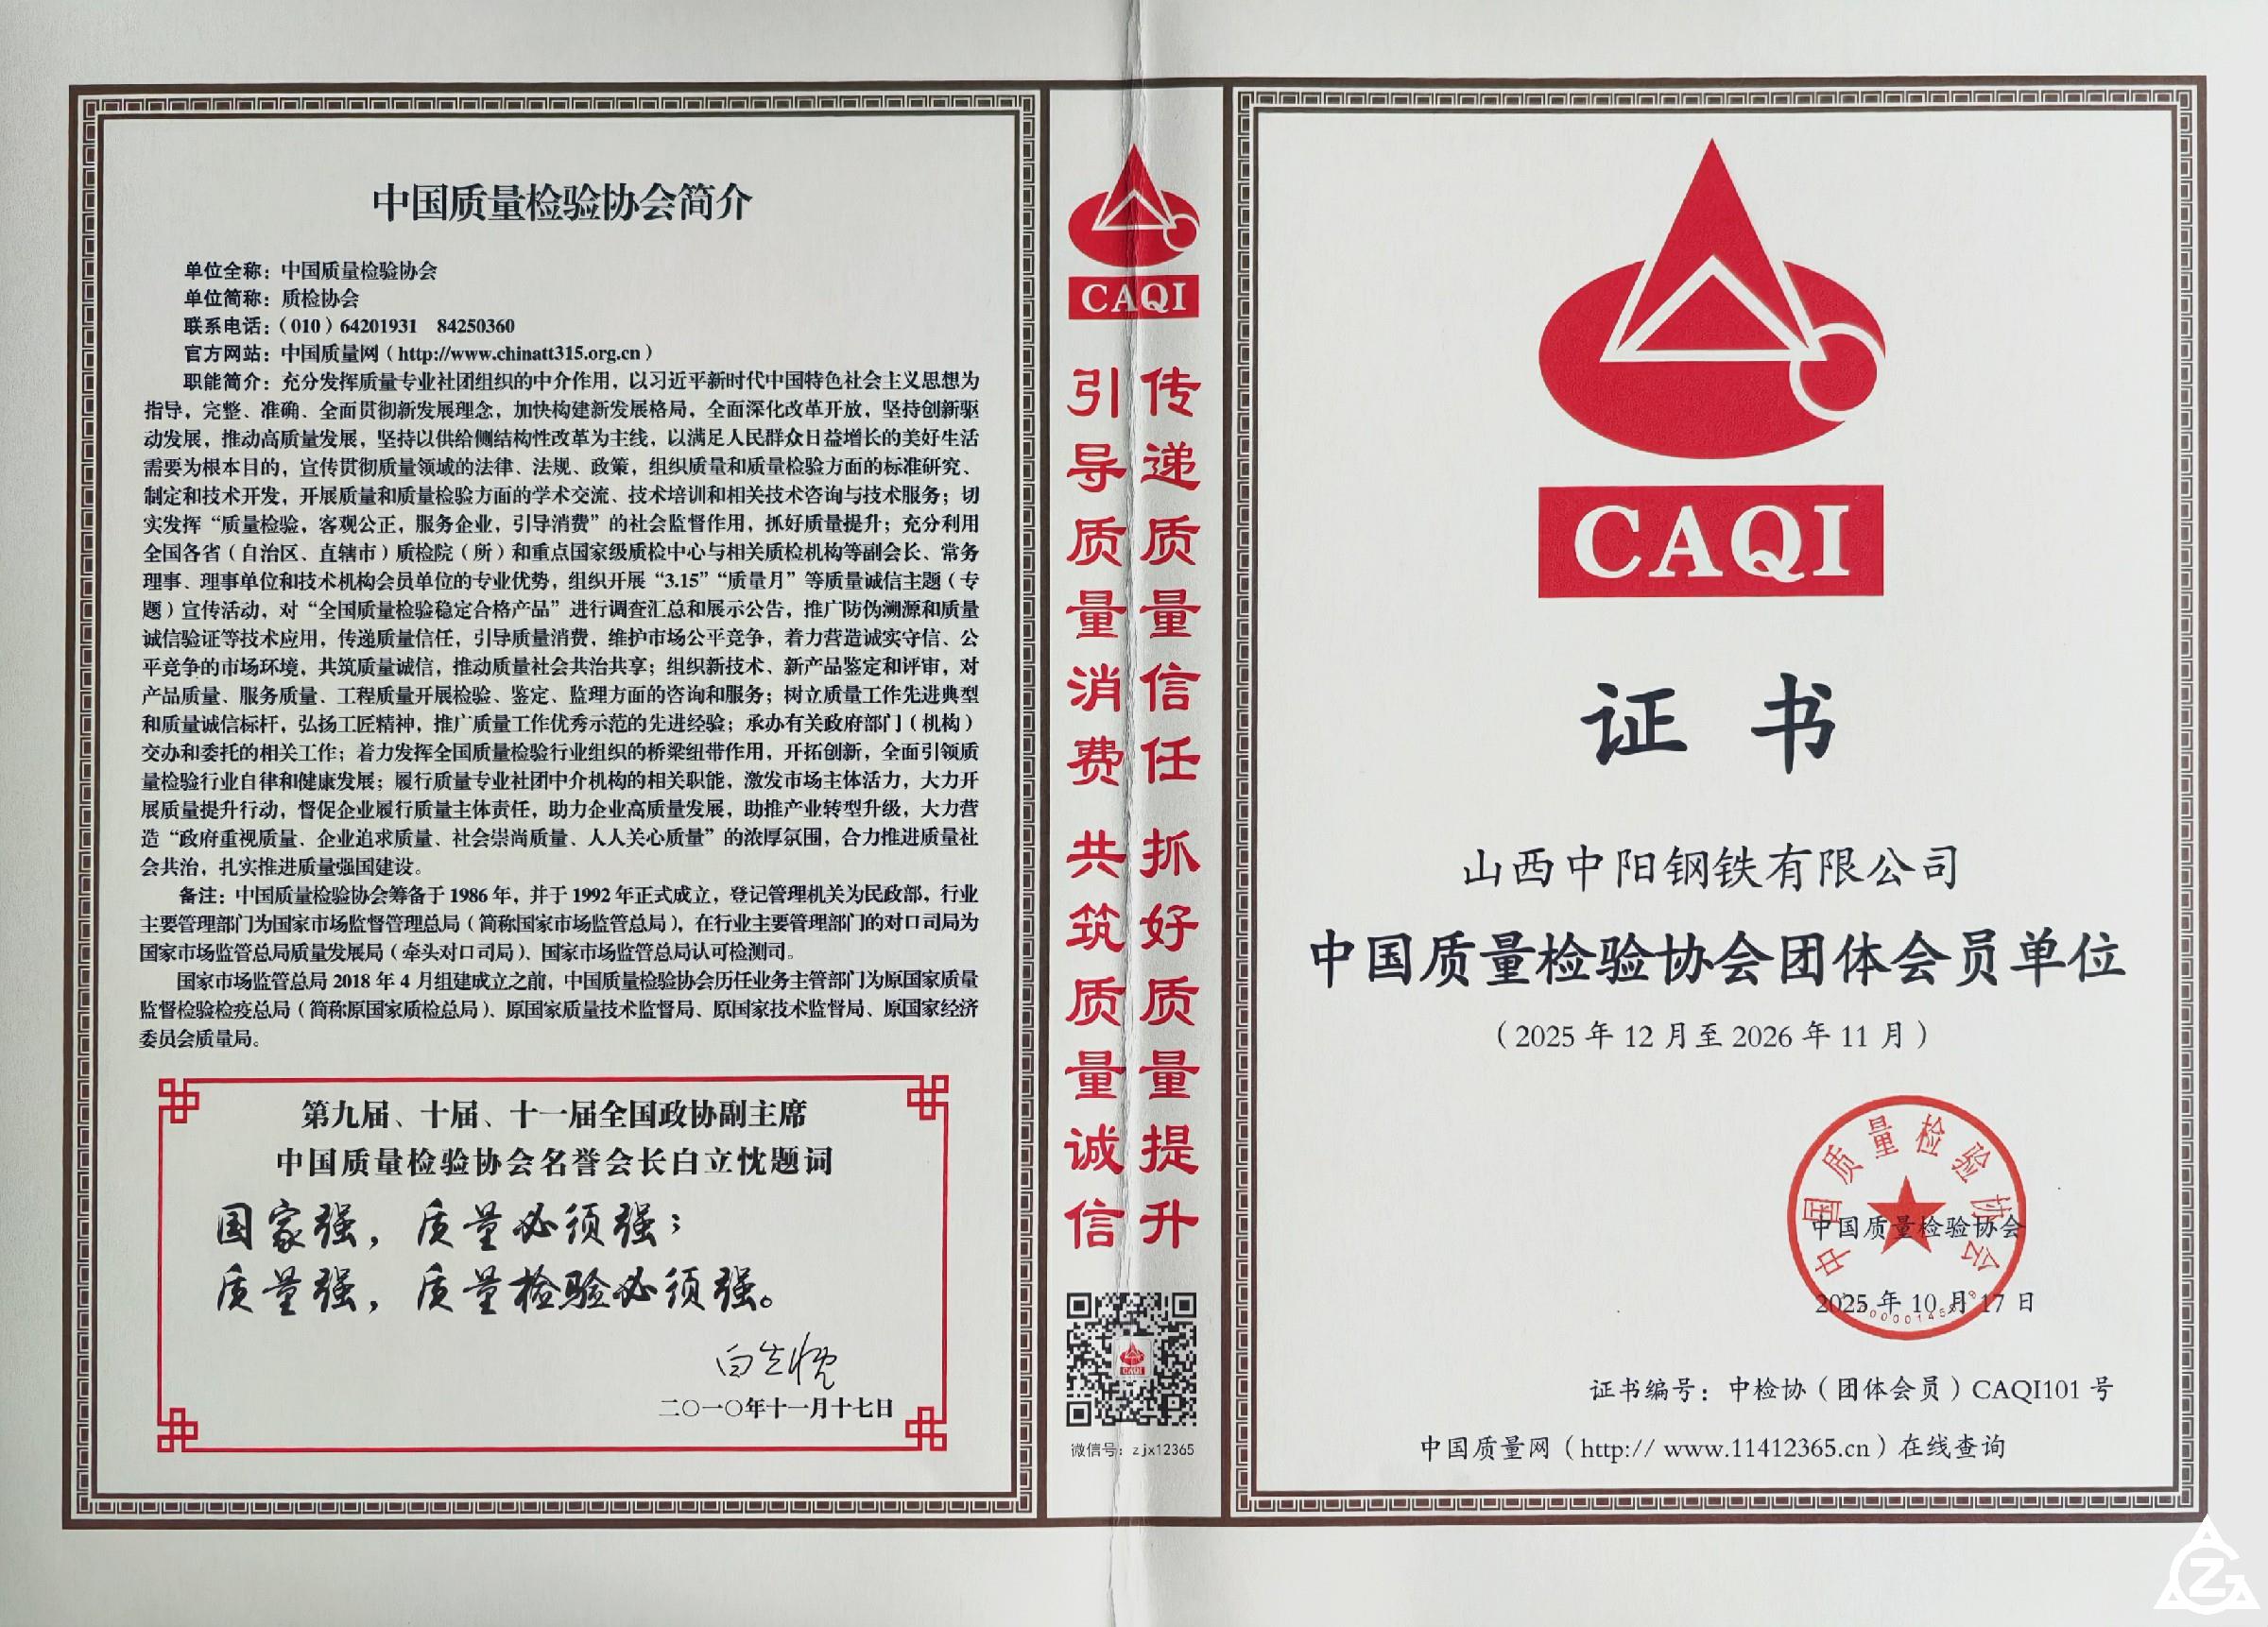 中国质量检验协会简介
单位全称：中国质量检验协会
单位简称：质检协会
联系电话：（010）64201931　84250360
官方网站：中国质量网（http://www.chinatt315.org.cn）
职能简介：充分发挥质量专业社团组织的中介作用，以习近平新时代中国特色社会主义思想为
指导，完整、准确、全面贯彻新发展理念，加快构建新发展格局，全面深化改革开放，坚持创新驱
动发展，推动高质量发展，坚持以供给侧结构性改革为主线，以满足人民群众日益增长的美好生活
需要为根本目的，宣传贯彻质量领域的法律、法规、政策，组织质量和质量检验方面的标准研究、
制定和技术开发，开展质量和质量检验方面的学术交流、技术培训和相关技术咨询与技术服务；切
实发挥“质量检验，客观公正，服务企业，引导消费”的社会监督作用，抓好质量提升；充分利用
全国各省（自治区、直辖市）质检院（所）和重点国家级质检中心与相关质检机构等副会长、常务
理事、理事单位和技术机构会员单位的专业优势，组织开展“3.15”“质量月”等质量诚信主题（专
题）宣传活动，对“全国质量检验稳定合格产品”进行调查汇总和展示公告，推广防伪溯源和质量
诚信验证等技术应用，传递质量信任，引导质量消费，维护市场公平竞争，着力营造诚实守信、公
平竞争的市场环境，共筑质量诚信，推动质量社会共治共享；组织新技术、新产品鉴定和评审，对
产品质量、服务质量、工程质量开展检验、鉴定、监理方面的咨询和服务；树立质量工作先进典型
和质量诚信标杆，弘扬工匠精神，推广质量工作优秀示范的先进经验；承办有关政府部门（机构）
交办和委托的相关工作；着力发挥全国质量检验行业组织的桥梁纽带作用，开拓创新，全面引领质
量检验行业自律和健康发展；履行质量专业社团中介机构的相关职能，激发市场主体活力，大力开
展质量提升行动，督促企业履行质量主体责任，助力企业高质量发展，助推产业转型升级，大力营
造“政府重视质量、企业追求质量、社会崇尚质量、人人关心质量”的浓厚氛围，合力推进质量社
会共治，扎实推进质量强国建设。
备注：中国质量检验协会筹备于1986年，并于1992年正式成立，登记管理机关为民政部，行业
主要管理部门为国家市场监督管理总局（简称国家市场监管总局），在行业主要管理部门的对口司局为
国家市场监管总局质量发展局（牵头对口司局）、国家市场监管总局认可检测司。
国家市场监管总局2018年4月组建成立之前，中国质量检验协会历任业务主管部门为原国家质量
监督检验检疫总局（简称原国家质检总局）、原国家质量技术监督局、原国家技术监督局、原国家经济
委员会质量局。
第九届、十届、十一届全国政协副主席
中国质量检验协会名誉会长白立忱题词
国家强，质量必须强；
质量强，质量检验必须强。
白立忱
二〇一〇年十一月十七日
CAQI
传递质量信任 抓好质量提升
引导质量消费 共筑质量诚信
CAQI
微信号：zjx12365
CAQI
证 书
山西中阳钢铁有限公司
中国质量检验协会团体会员单位
（2025年12月至2026年11月）
中国质量检验协会
中国质量检验协会
2025年10月17日
证书编号：中检协（团体会员）CAQI101号
中国质量网（http:// www.11412365.cn）在线查询